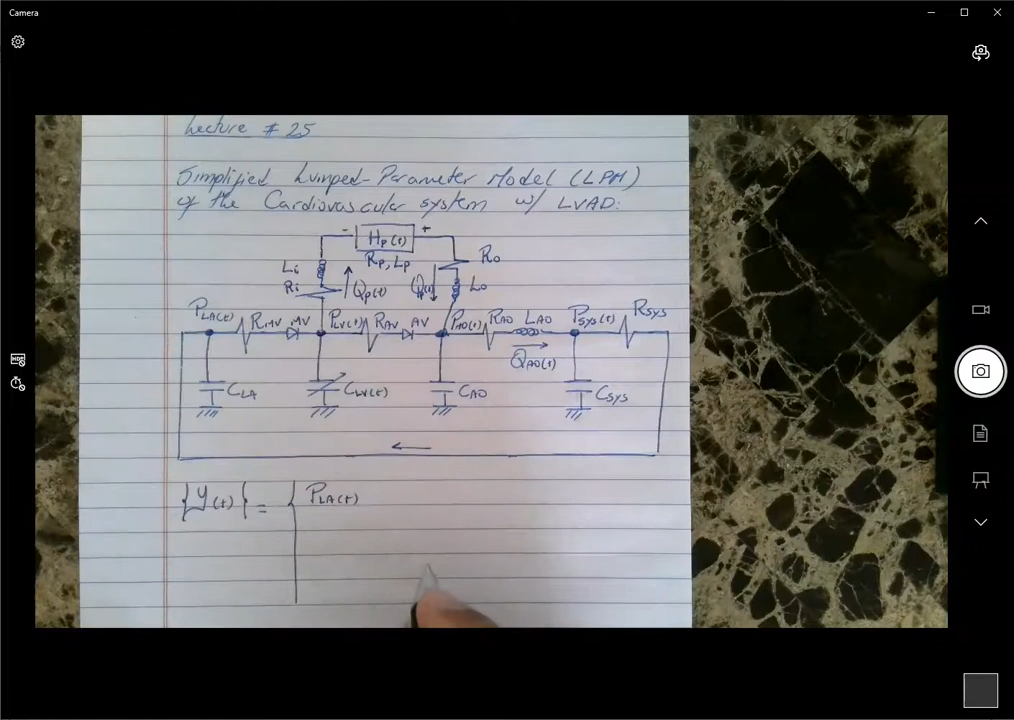 Camera
Lecture # 25
Simplified Lumped-Parameter Model (LPM)
of the Cardiovascular system w/ LVAD:
- Hp(t) +
Rp, Lp
Ro
Li
Ri
Qp(t)
Lo
PLA(t) RMV MV PLV(t) RAV AV PAO(t) RAO LAO PSYS(t) RSYS
QAO(t)
CLA CLV(t) CAO CSYS
{y(t)} = { PLA(t)